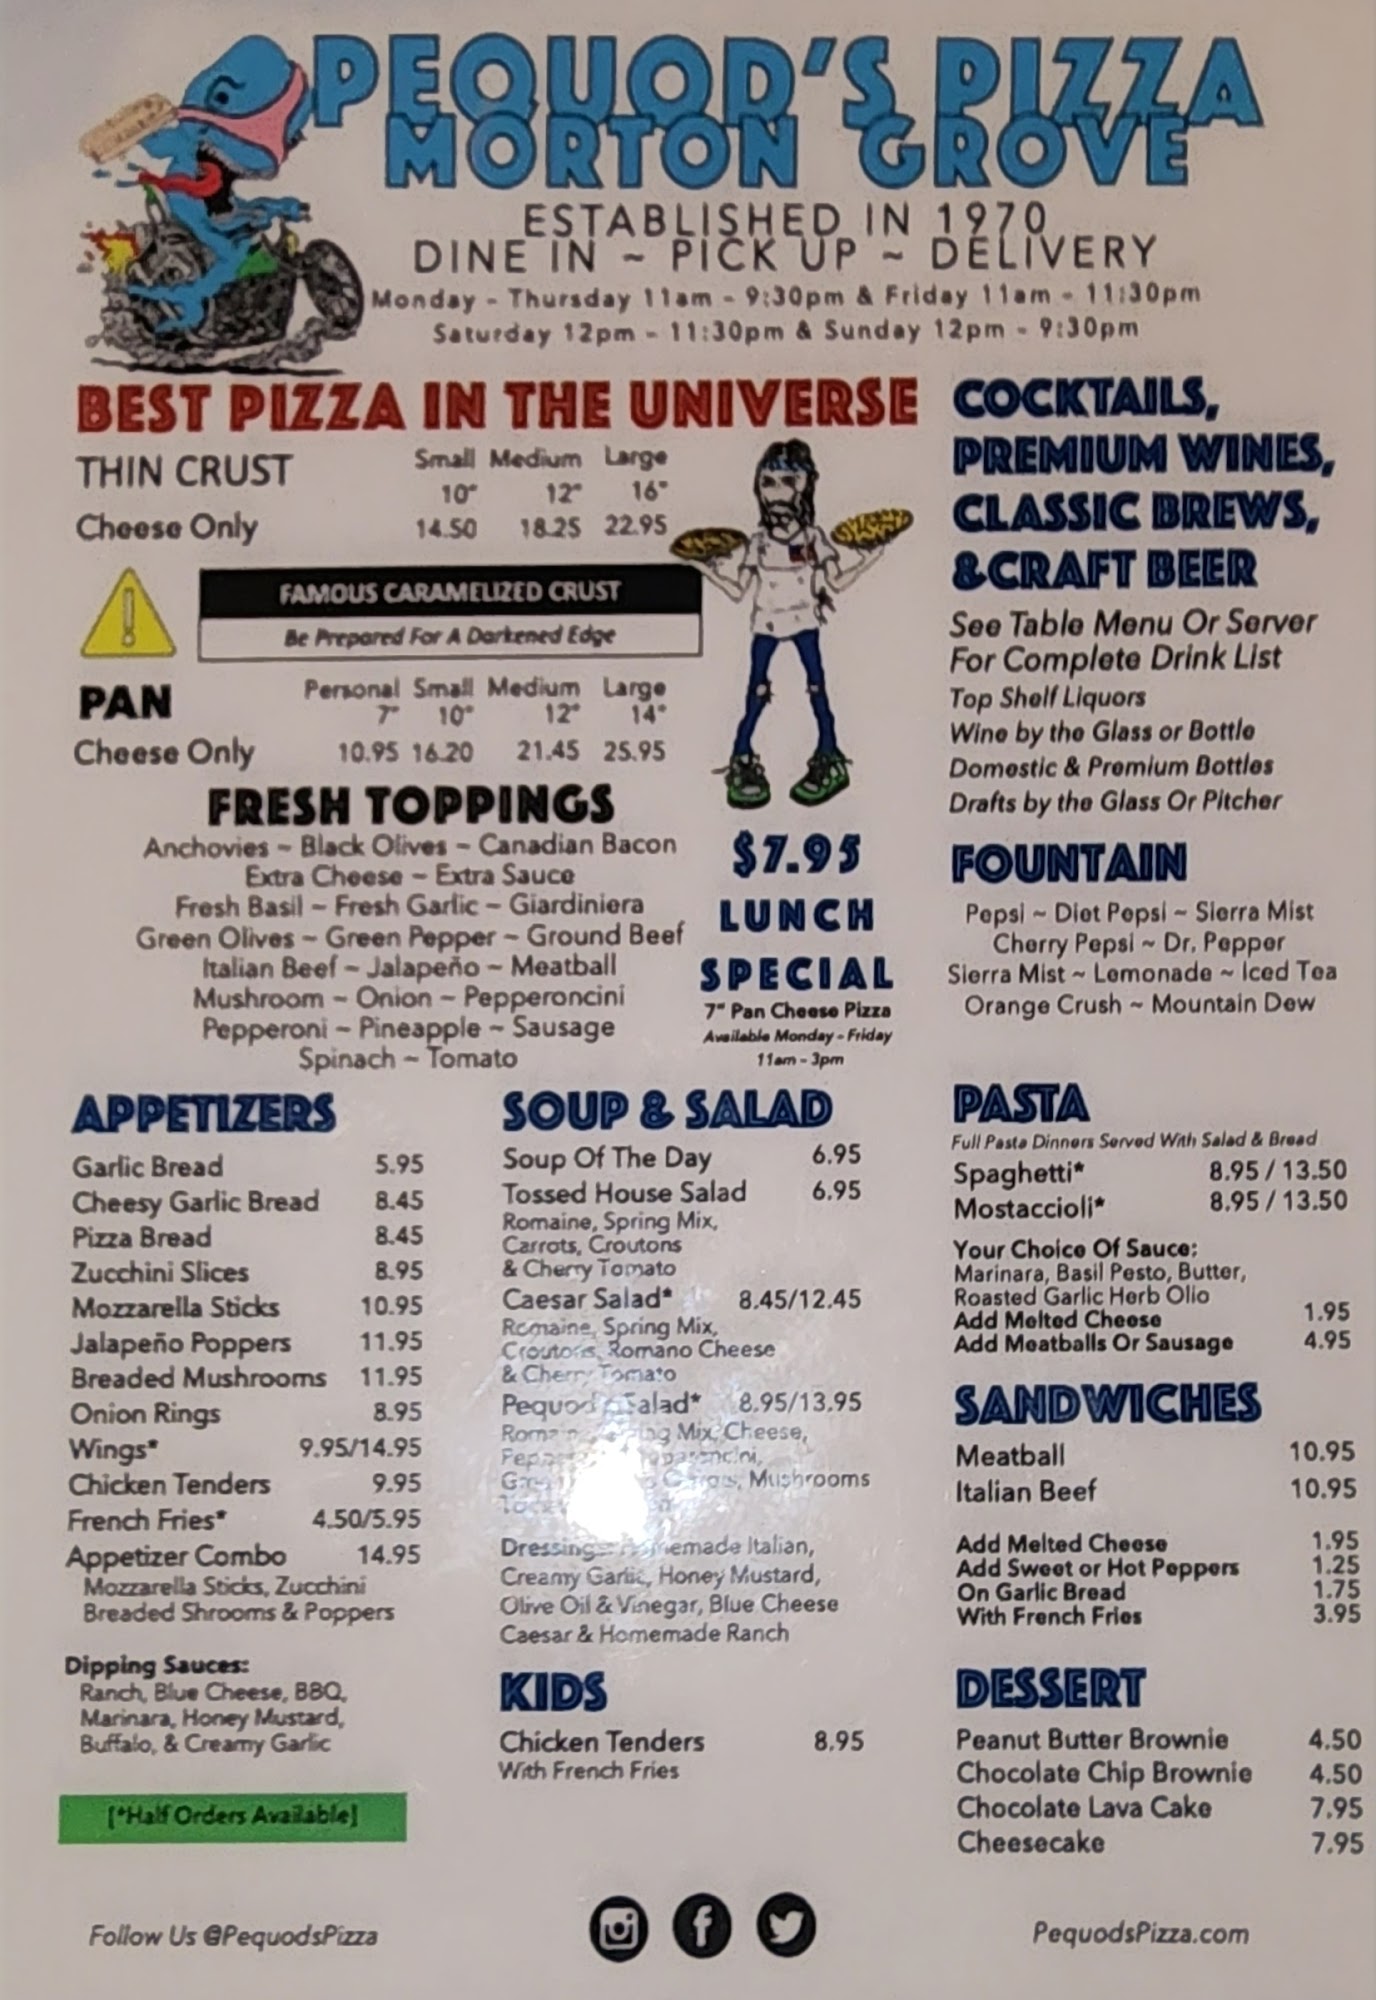 PEQUOD'S PIZZA
MORTON GROVE
ESTABLISHED IN 1970
DINE IN ~ PICK UP ~ DELIVERY
Monday - Thursday 11am - 9:30pm & Friday 11am - 11:30pm
Saturday 12pm - 11:30pm & Sunday 12pm - 9:30pm
BEST PIZZA IN THE UNIVERSE
THIN CRUST Small Medium Large
10" 12" 16"
Cheese Only 14.50 18.25 22.95
FAMOUS CARAMELIZED CRUST
Be Prepared For A Darkened Edge
PAN Personal Small Medium Large
7" 10" 12" 14"
Cheese Only 10.95 16.20 21.45 25.95
FRESH TOPPINGS
Anchovies ~ Black Olives ~ Canadian Bacon
Extra Cheese ~ Extra Sauce
Fresh Basil ~ Fresh Garlic ~ Giardiniera
Green Olives ~ Green Pepper ~ Ground Beef
Italian Beef ~ Jalapeño ~ Meatball
Mushroom ~ Onion ~ Pepperoncini
Pepperoni ~ Pineapple ~ Sausage
Spinach ~ Tomato
$7.95
LUNCH
SPECIAL
7" Pan Cheese Pizza
Available Monday - Friday
11am - 3pm
COCKTAILS,
PREMIUM WINES,
CLASSIC BREWS,
&CRAFT BEER
See Table Menu Or Server
For Complete Drink List
Top Shelf Liquors
Wine by the Glass or Bottle
Domestic & Premium Bottles
Drafts by the Glass Or Pitcher
FOUNTAIN
Pepsi ~ Diet Pepsi ~ Sierra Mist
Cherry Pepsi ~ Dr. Pepper
Sierra Mist ~ Lemonade ~ Iced Tea
Orange Crush ~ Mountain Dew
APPETIZERS
Garlic Bread 5.95
Cheesy Garlic Bread 8.45
Pizza Bread 8.45
Zucchini Slices 8.95
Mozzarella Sticks 10.95
Jalapeño Poppers 11.95
Breaded Mushrooms 11.95
Onion Rings 8.95
Wings* 9.95/14.95
Chicken Tenders 9.95
French Fries* 4.50/5.95
Appetizer Combo 14.95
Mozzarella Sticks, Zucchini
Breaded Shrooms & Poppers
Dipping Sauces:
Ranch, Blue Cheese, BBQ,
Marinara, Honey Mustard,
Buffalo, & Creamy Garlic
[*Half Orders Available]
SOUP & SALAD
Soup Of The Day 6.95
Tossed House Salad 6.95
Romaine, Spring Mix,
Carrots, Croutons
& Cherry Tomato
Caesar Salad* 8.45/12.45
Romaine, Spring Mix,
Croutons, Romano Cheese
& Cherry Tomato
Pequod's Salad* 8.95/13.95
Mix, Cheese,
Mushrooms
Homemade Italian,
Creamy Garlic, Honey Mustard,
Olive Oil & Vinegar, Blue Cheese
Caesar & Homemade Ranch
KIDS
Chicken Tenders 8.95
With French Fries
PASTA
Full Pasta Dinners Served With Salad & Bread
Spaghetti* 8.95 / 13.50
Mostaccioli* 8.95 / 13.50
Your Choice Of Sauce:
Marinara, Basil Pesto, Butter,
Roasted Garlic Herb Olio
Add Melted Cheese 1.95
Add Meatballs Or Sausage 4.95
SANDWICHES
Meatball 10.95
Italian Beef 10.95
Add Melted Cheese 1.95
Add Sweet or Hot Peppers 1.25
On Garlic Bread 1.75
With French Fries 3.95
DESSERT
Peanut Butter Brownie 4.50
Chocolate Chip Brownie 4.50
Chocolate Lava Cake 7.95
Cheesecake 7.95
Follow Us @PequodsPizza
PequodsPizza.com